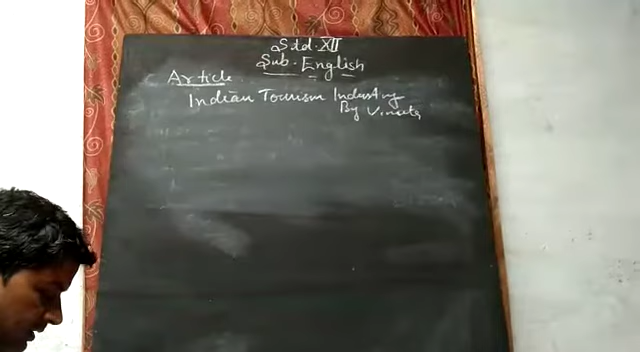 Std. XII
Sub. English
Article
Indian Tourism Industry
By Vineeta